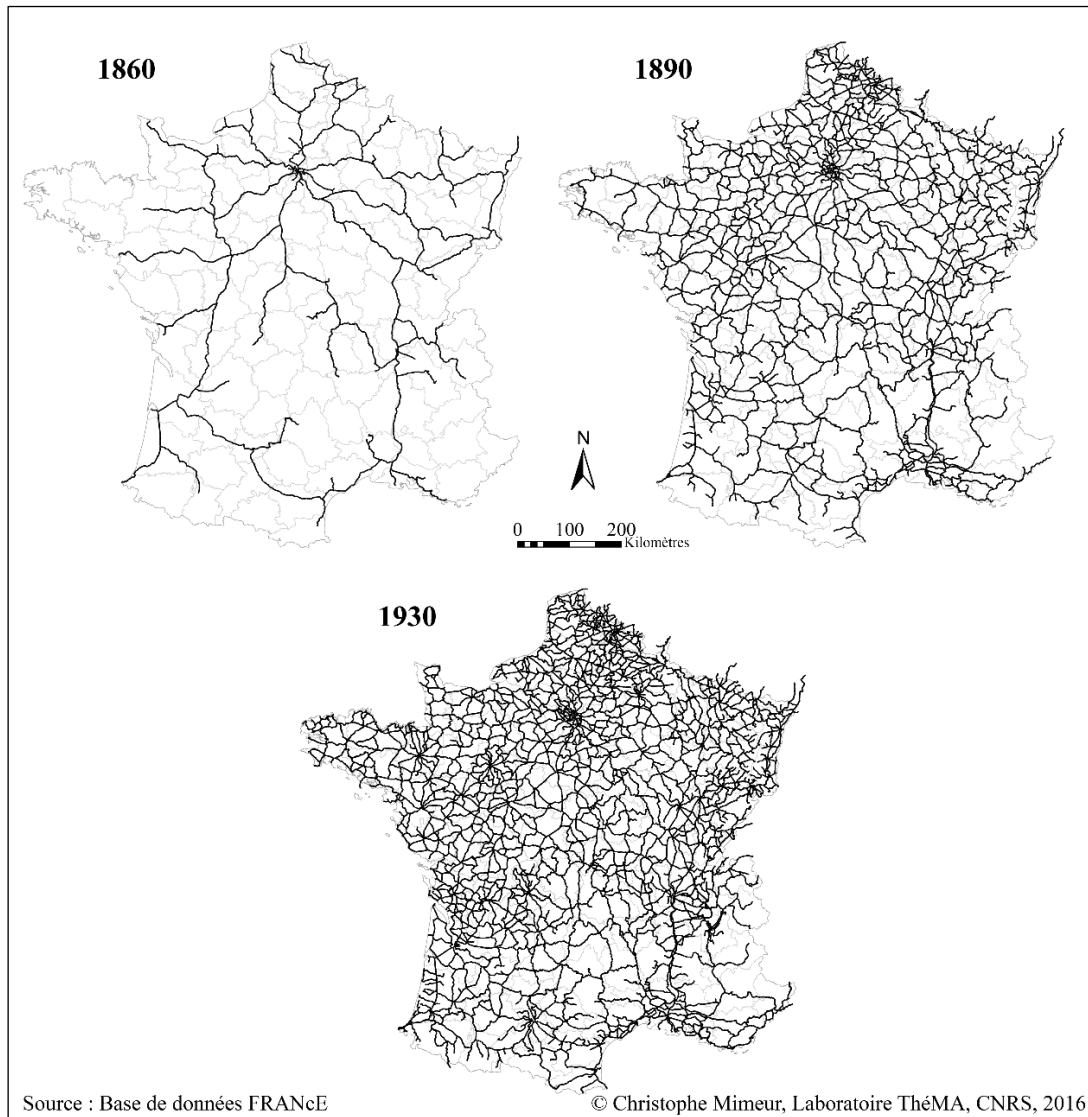 1860
1890
N
0 100 200
Kilomètres
1930
Source : Base de données FRANcE
© Christophe Mimeur, Laboratoire ThéMA, CNRS, 2016